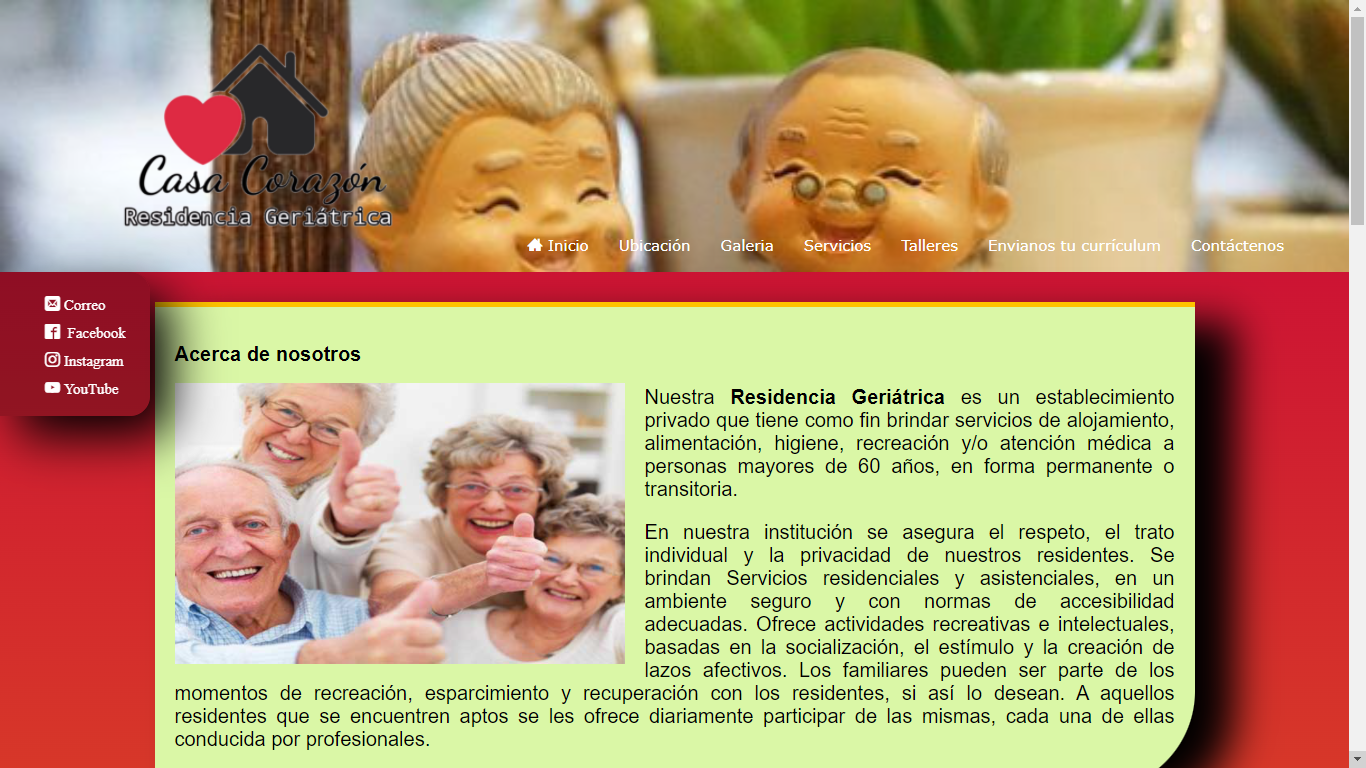 Casa Corazón
Residencia Geriátrica
Inicio Ubicación Galeria Servicios Talleres Envianos tu currículum Contáctenos
Correo
Facebook
Instagram
YouTube
Acerca de nosotros
Nuestra Residencia Geriátrica es un establecimiento
privado que tiene como fin brindar servicios de alojamiento,
alimentación, higiene, recreación y/o atención médica a
personas mayores de 60 años, en forma permanente o
transitoria.
En nuestra institución se asegura el respeto, el trato
individual y la privacidad de nuestros residentes. Se
brindan Servicios residenciales y asistenciales, en un
ambiente seguro y con normas de accesibilidad
adecuadas. Ofrece actividades recreativas e intelectuales,
basadas en la socialización, el estímulo y la creación de
lazos afectivos. Los familiares pueden ser parte de los
momentos de recreación, esparcimiento y recuperación con los residentes, si así lo desean. A aquellos
residentes que se encuentren aptos se les ofrece diariamente participar de las mismas, cada una de ellas
conducida por profesionales.